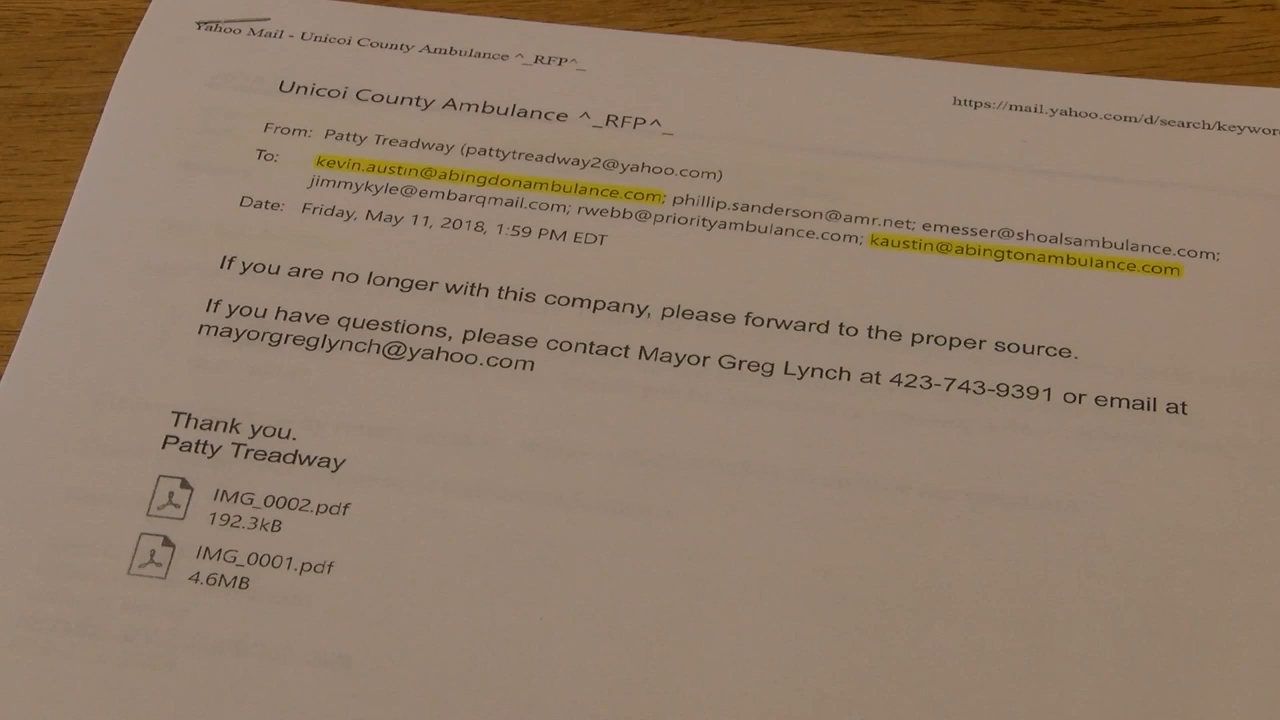 Yahoo Mail - Unicoi County Ambulance ^_RFP^_
https://mail.yahoo.com/d/search/keywor
Unicoi County Ambulance ^_RFP^_
From: Patty Treadway (pattytreadway2@yahoo.com)
To: kevin.austin@abingdonambulance.com; phillip.sanderson@amr.net; emesser@shoalsambulance.com;
jimmykyle@embarqmail.com; rwebb@priorityambulance.com; kaustin@abingtonambulance.com
Date: Friday, May 11, 2018, 1:59 PM EDT
If you are no longer with this company, please forward to the proper source.
If you have questions, please contact Mayor Greg Lynch at 423-743-9391 or email at
mayorgreglynch@yahoo.com
Thank you.
Patty Treadway
IMG_0002.pdf
192.3kB
IMG_0001.pdf
4.6MB